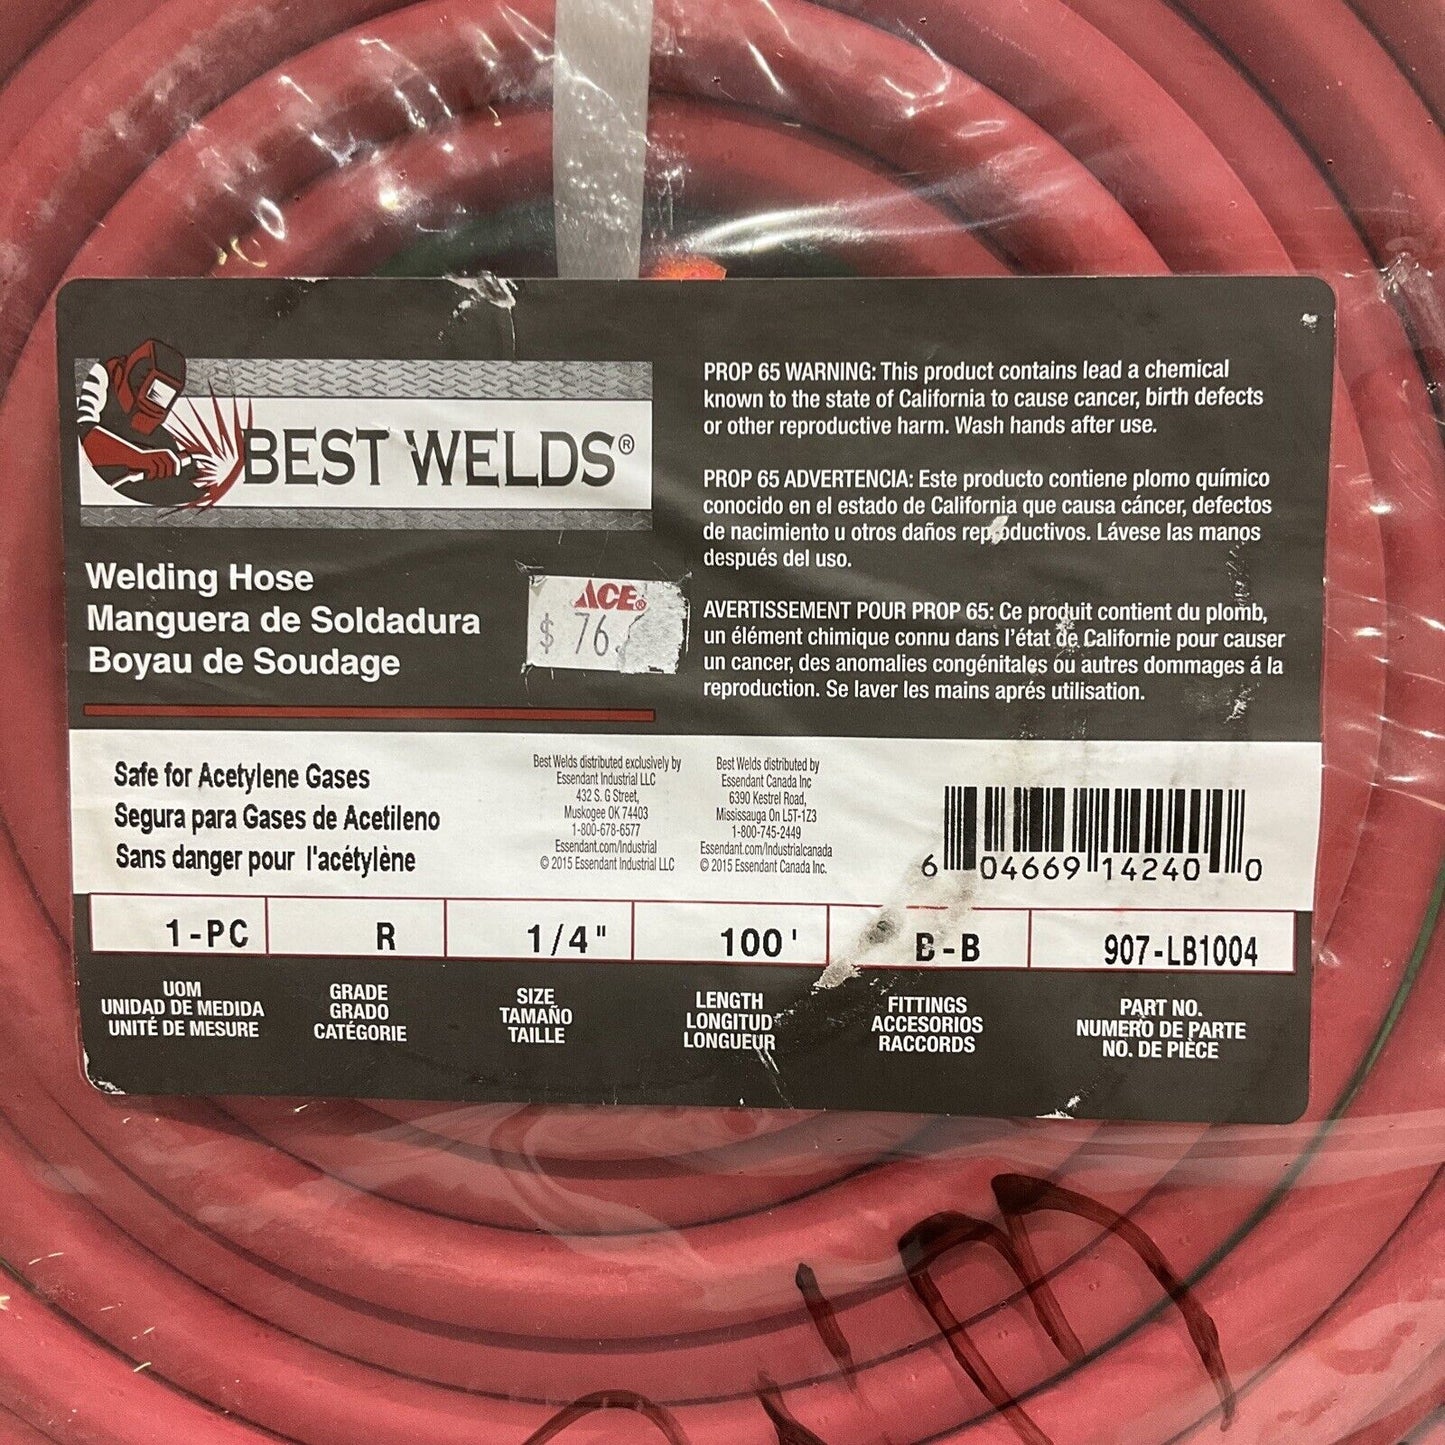 BEST WELDS®
Welding Hose
Manguera de Soldadura
Boyau de Soudage
ACE®
$ 76.
PROP 65 WARNING: This product contains lead a chemical
known to the state of California to cause cancer, birth defects
or other reproductive harm. Wash hands after use.
PROP 65 ADVERTENCIA: Este producto contiene plomo químico
conocido en el estado de California que causa cáncer, defectos
de nacimiento u otros daños reproductivos. Lávese las manos
después del uso.
AVERTISSEMENT POUR PROP 65: Ce produit contient du plomb,
un élément chimique connu dans l'état de Californie pour causer
un cancer, des anomalies congénitales ou autres dommages á la
reproduction. Se laver les mains aprés utilisation.
Safe for Acetylene Gases
Segura para Gases de Acetileno
Sans danger pour l'acétylène
Best Welds distributed exclusively by
Essendant Industrial LLC
432 S. G Street,
Muskogee OK 74403
1-800-678-6577
Essendant.com/Industrial
© 2015 Essendant Industrial LLC
Best Welds distributed by
Essendant Canada Inc
6390 Kestrel Road,
Mississauga On L5T-1Z3
1-800-745-2449
Essendant.com/Industrialcanada
© 2015 Essendant Canada Inc.
6 04669 14240 0
1-PC R 1/4" 100' B-B 907-LB1004
UOM
UNIDAD DE MEDIDA
UNITÉ DE MESURE
GRADE
GRADO
CATÉGORIE
SIZE
TAMAÑO
TAILLE
LENGTH
LONGITUD
LONGUEUR
FITTINGS
ACCESORIOS
RACCORDS
PART NO.
NUMERO DE PARTE
NO. DE PIÈCE